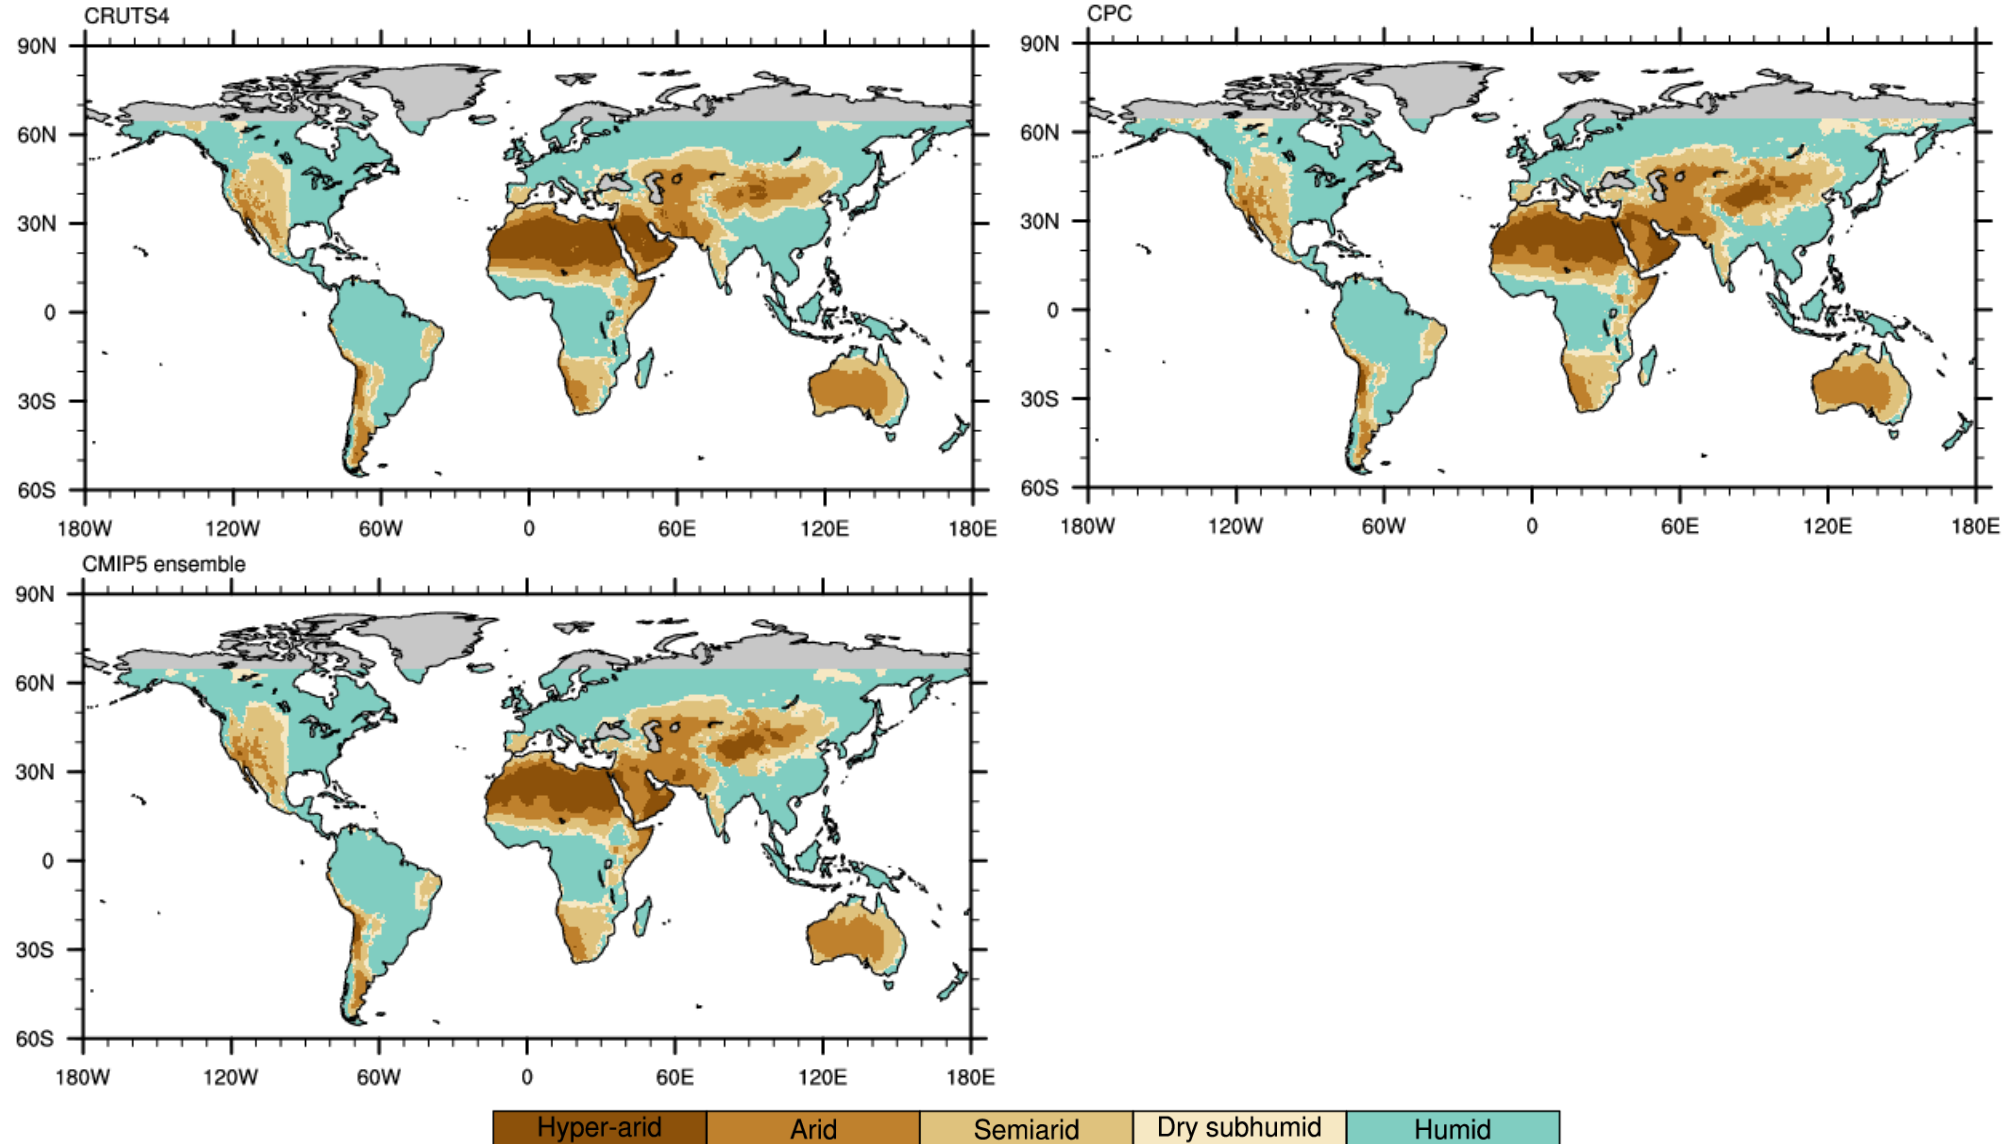 CRUTS4
90N
60N
30N
0
30S
60S
180W 120W 60W 0 60E 120E 180E
CPC
90N
60N
30N
0
30S
60S
180W 120W 60W 0 60E 120E 180E
CMIP5 ensemble
90N
60N
30N
0
30S
60S
180W 120W 60W 0 60E 120E 180E
Hyper-arid Arid Semiarid Dry subhumid Humid